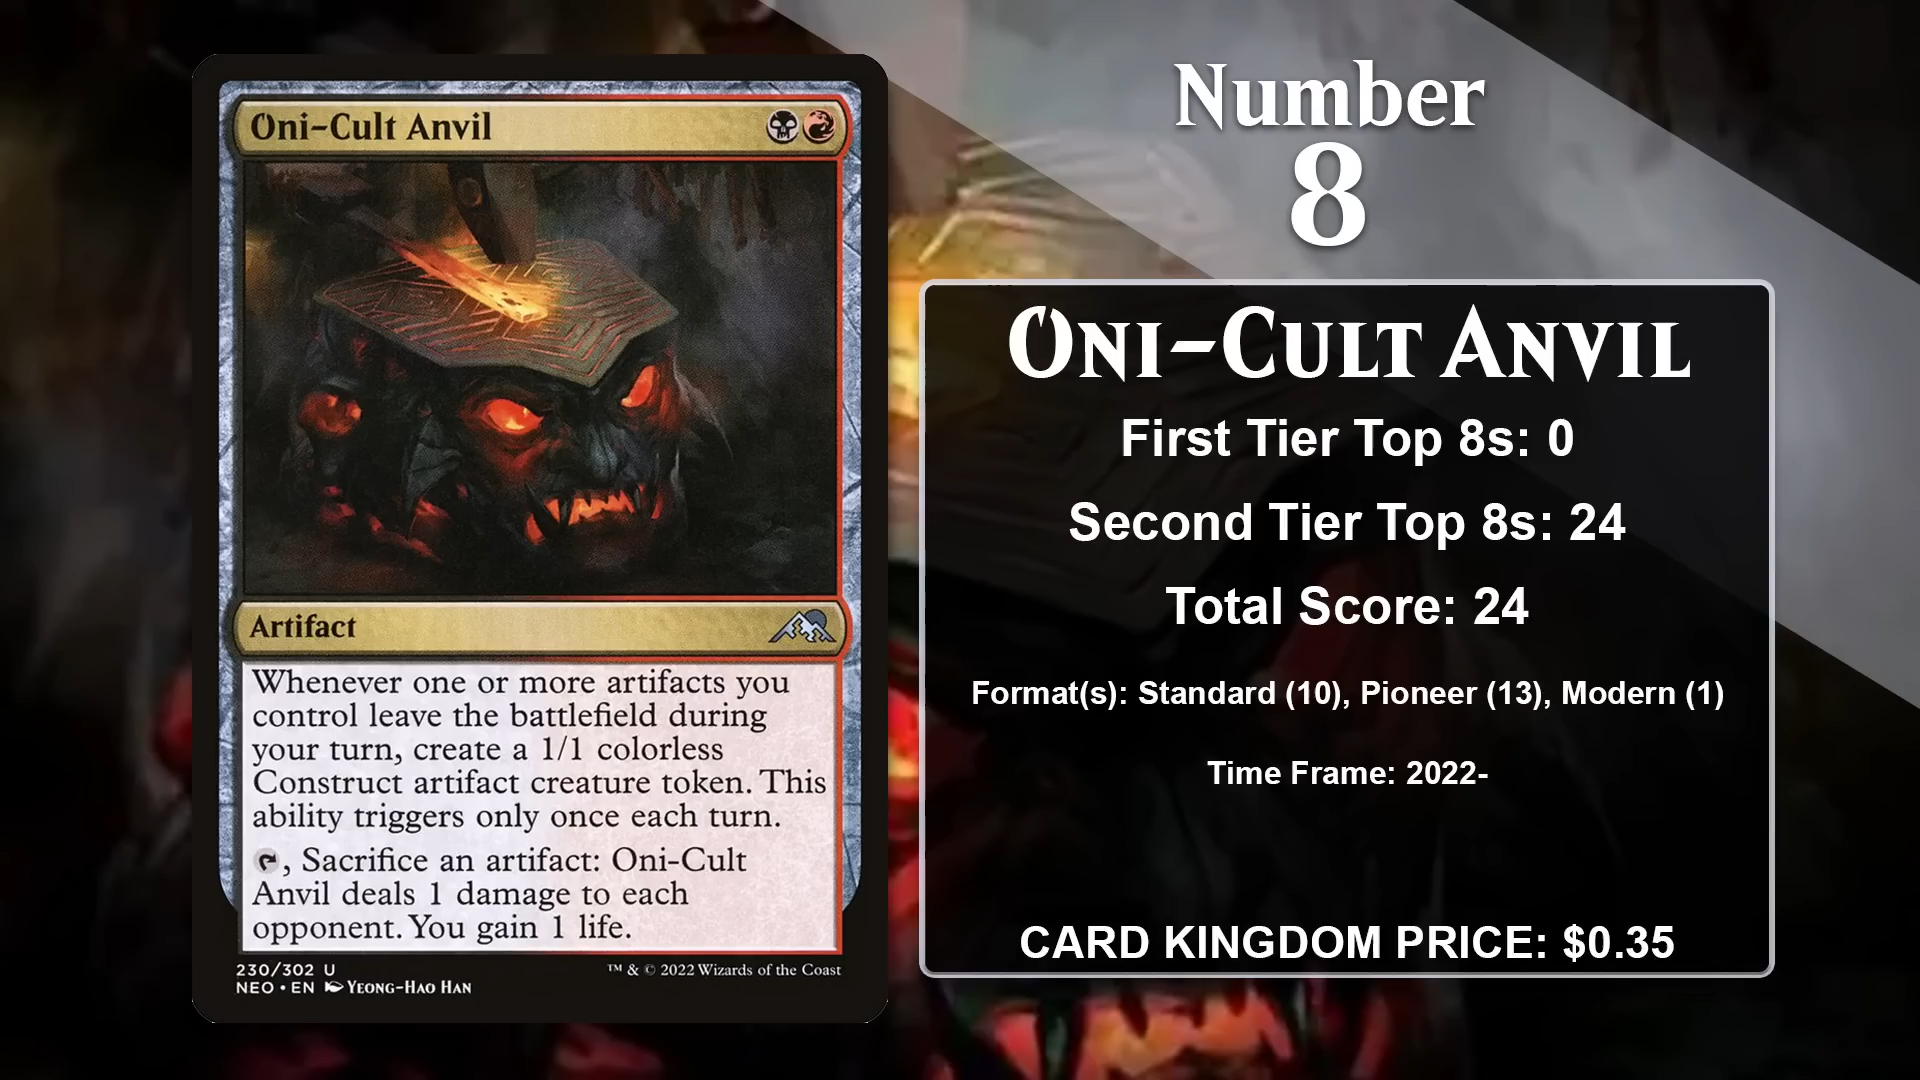 Oni-Cult Anvil
Artifact
Whenever one or more artifacts you
control leave the battlefield during
your turn, create a 1/1 colorless
Construct artifact creature token. This
ability triggers only once each turn.
, Sacrifice an artifact: Oni-Cult
Anvil deals 1 damage to each
opponent. You gain 1 life.
230/302 U
NEO • EN Yeong-Hao Han
™ & © 2022 Wizards of the Coast
Number
8
Oni-Cult Anvil
First Tier Top 8s: 0
Second Tier Top 8s: 24
Total Score: 24
Format(s): Standard (10), Pioneer (13), Modern (1)
Time Frame: 2022-
CARD KINGDOM PRICE: $0.35